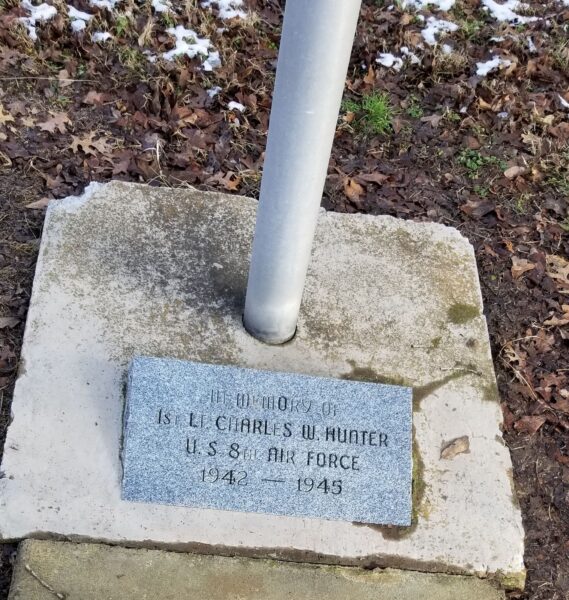 IN MEMORY OF
1ST LT. CHARLES W. HUNTER
U.S 8TH AIR FORCE
1942 — 1945